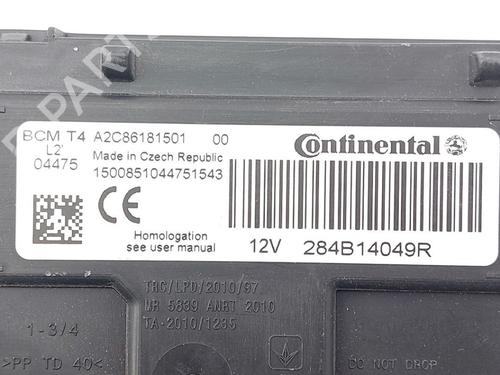 BCM T4 A2C86181501 00
L2'
04475
Made in Czech Republic
1500851044751543
Continental
CE
Homologation
see user manual
12V 284B14049R
TRC/LPD/2010/97
MR 5839 ANRT 2010
TA-2010/1235
1-3/4
>PP TD 40<
DO NOT DROP